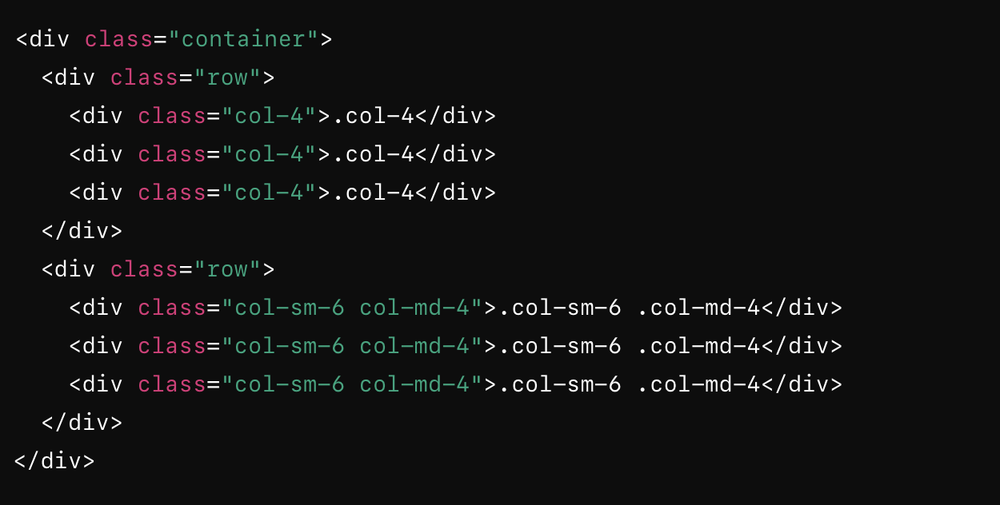 <div class="container">
  <div class="row">
    <div class="col-4">.col-4</div>
    <div class="col-4">.col-4</div>
    <div class="col-4">.col-4</div>
  </div>
  <div class="row">
    <div class="col-sm-6 col-md-4">.col-sm-6 .col-md-4</div>
    <div class="col-sm-6 col-md-4">.col-sm-6 .col-md-4</div>
    <div class="col-sm-6 col-md-4">.col-sm-6 .col-md-4</div>
  </div>
</div>